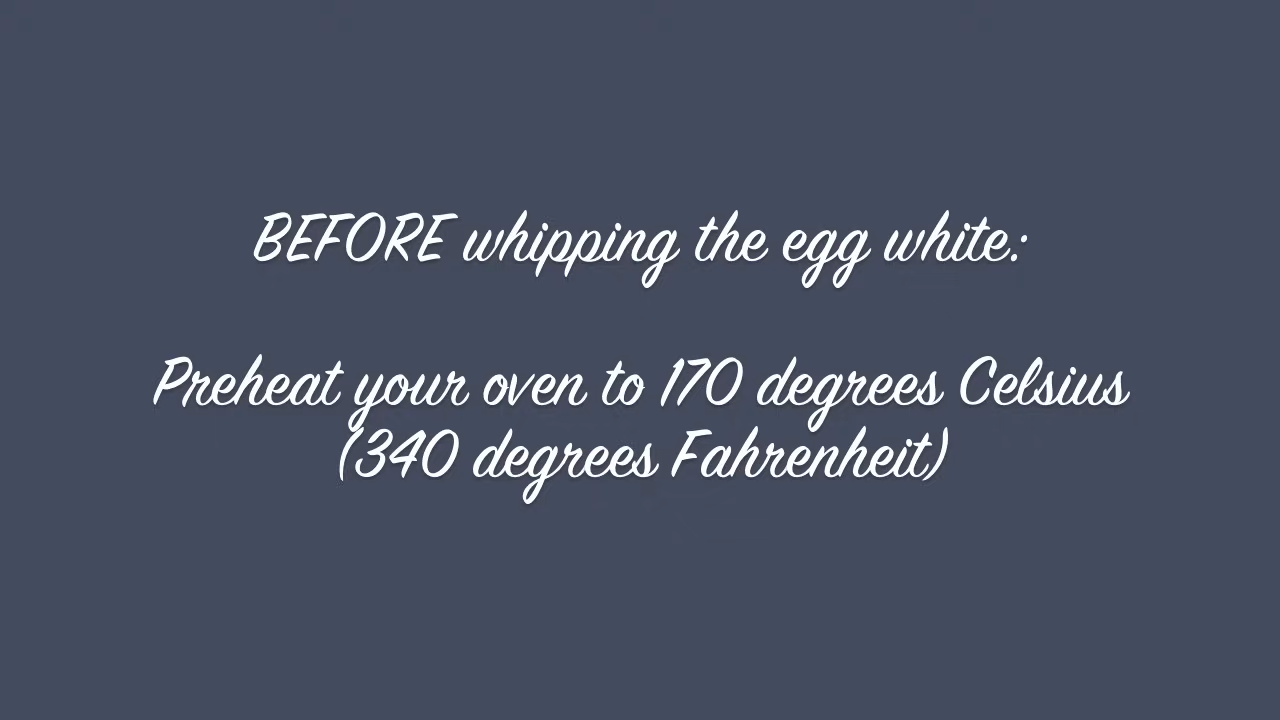 BEFORE whipping the egg white:
Preheat your oven to 170 degrees Celsius
(340 degrees Fahrenheit)